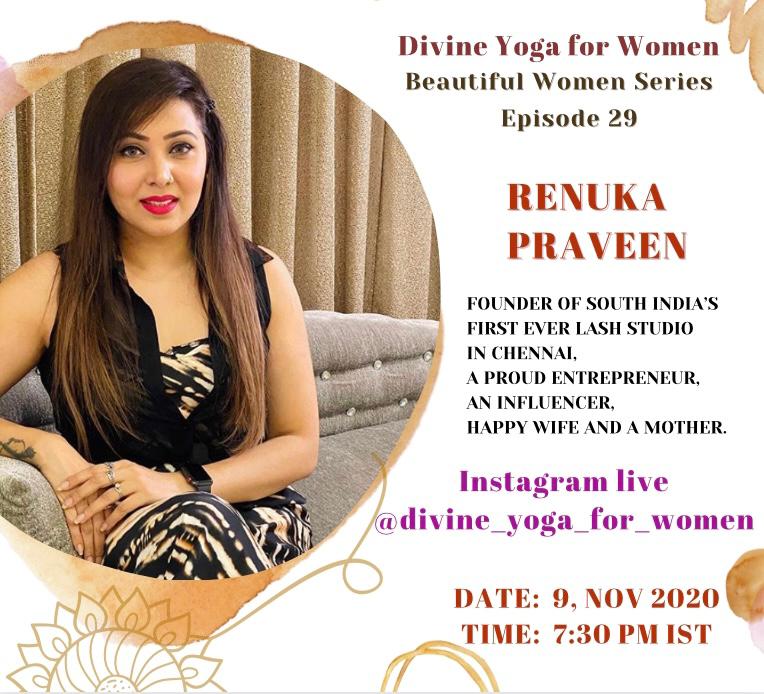 Divine Yoga for Women
Beautiful Women Series
Episode 29
RENUKA
PRAVEEN
FOUNDER OF SOUTH INDIA'S
FIRST EVER LASH STUDIO
IN CHENNAI,
A PROUD ENTREPRENEUR,
AN INFLUENCER,
HAPPY WIFE AND A MOTHER.
Instagram live
@divine_yoga_for_women
DATE: 9, NOV 2020
TIME: 7:30 PM IST